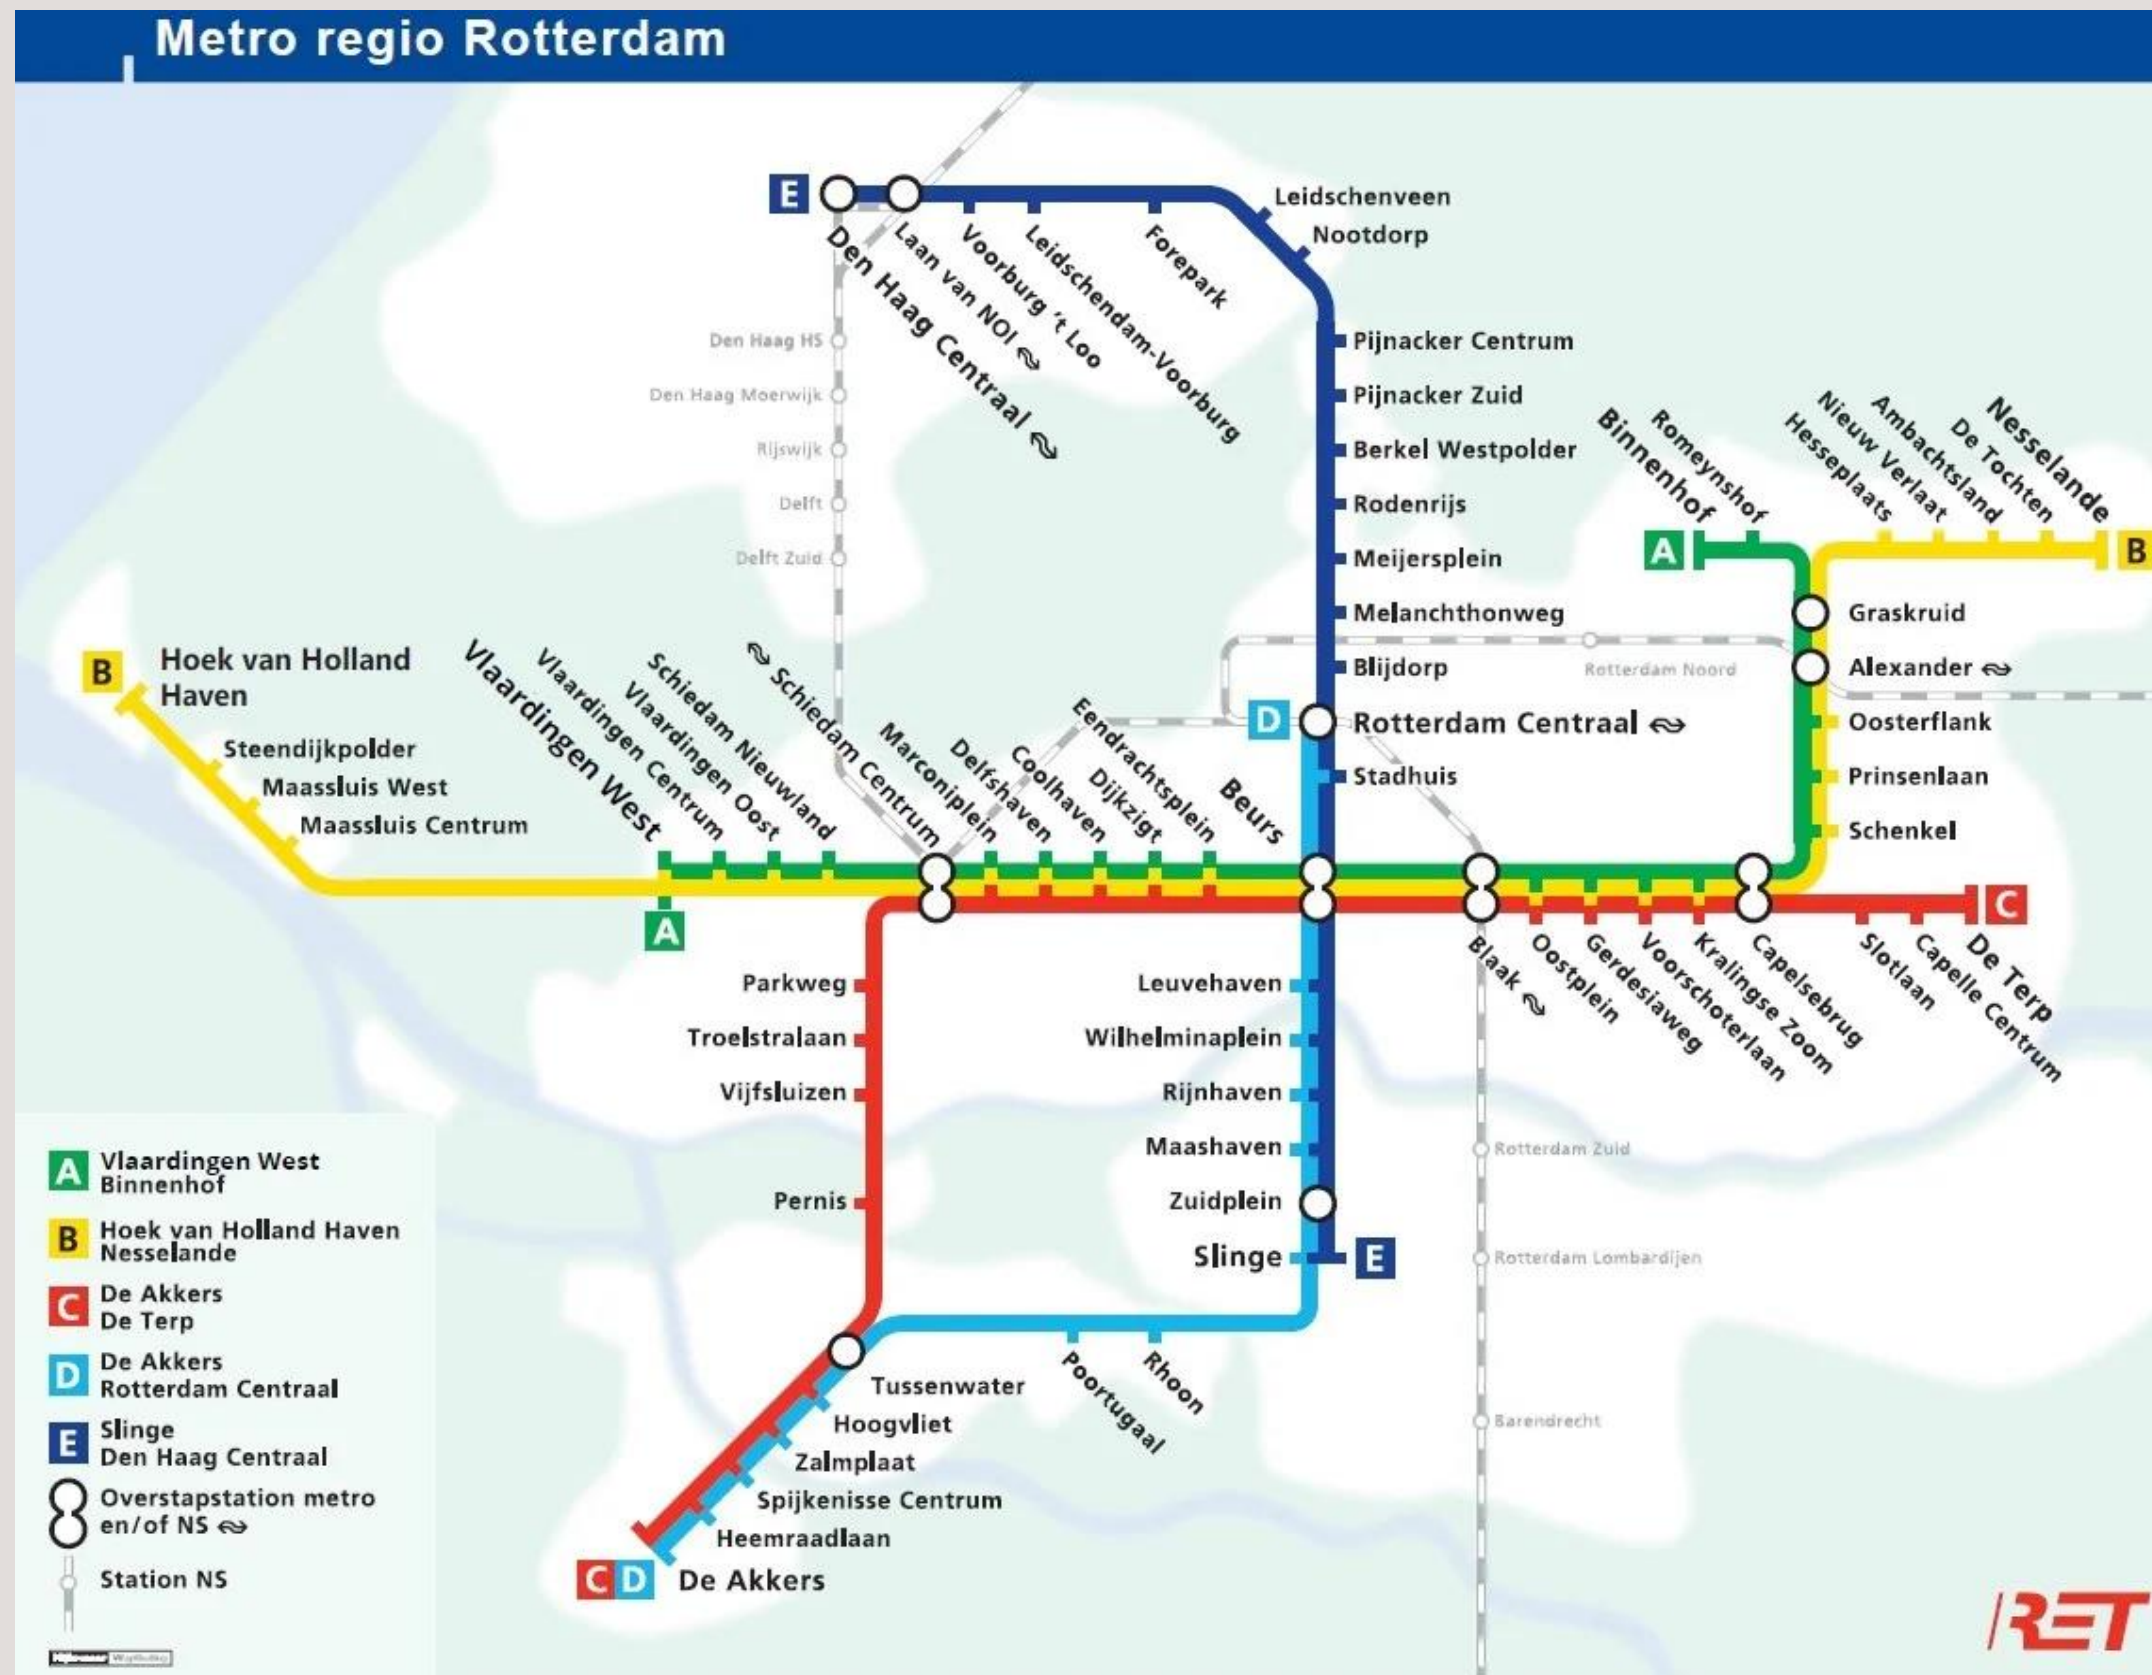 Metro regio Rotterdam
E
Den Haag Centraal
Laan van NOI
Voorburg 't Loo
Leidschendam-Voorburg
Forepark
Leidschenveen
Nootdorp
Pijnacker Centrum
Pijnacker Zuid
Berkel Westpolder
Rodenrijs
Meijersplein
Melanchthonweg
Blijdorp
D
Rotterdam Centraal
Stadhuis
Den Haag HS
Den Haag Moerwijk
Rijswijk
Delft
Delft Zuid
Rotterdam Noord
A
Binnenhof
Romeynshof
Hesseplaats
Nieuw Verlaat
Ambachtsland
De Tochten
Nesselande
B
Graskruid
Alexander
Oosterflank
Prinsenlaan
Schenkel
B
Hoek van Holland
Haven
Steendijkpolder
Maassluis West
Maassluis Centrum
Vlaardingen West
Vlaardingen Centrum
Vlaardingen Oost
Schiedam Nieuwland
Schiedam Centrum
Marconiplein
Delfshaven
Coolhaven
Dijkzigt
Eendrachtsplein
Beurs
A
C
Blaak
Oostplein
Gerdesiaweg
Voorschoterlaan
Kralingse Zoom
Capelsebrug
Slotlaan
Capelle Centrum
De Terp
Parkweg
Troelstralaan
Vijfsluizen
Pernis
Leuvehaven
Wilhelminaplein
Rijnhaven
Maashaven
Zuidplein
Slinge
E
Rotterdam Zuid
Rotterdam Lombardijen
Barendrecht
Poortugaal
Rhoon
Tussenwater
Hoogvliet
Zalmplaat
Spijkenisse Centrum
Heemraadlaan
C D De Akkers
A Vlaardingen West
Binnenhof
B Hoek van Holland Haven
Nesselande
C De Akkers
De Terp
D De Akkers
Rotterdam Centraal
E Slinge
Den Haag Centraal
Overstapstation metro
en/of NS
Station NS
RET